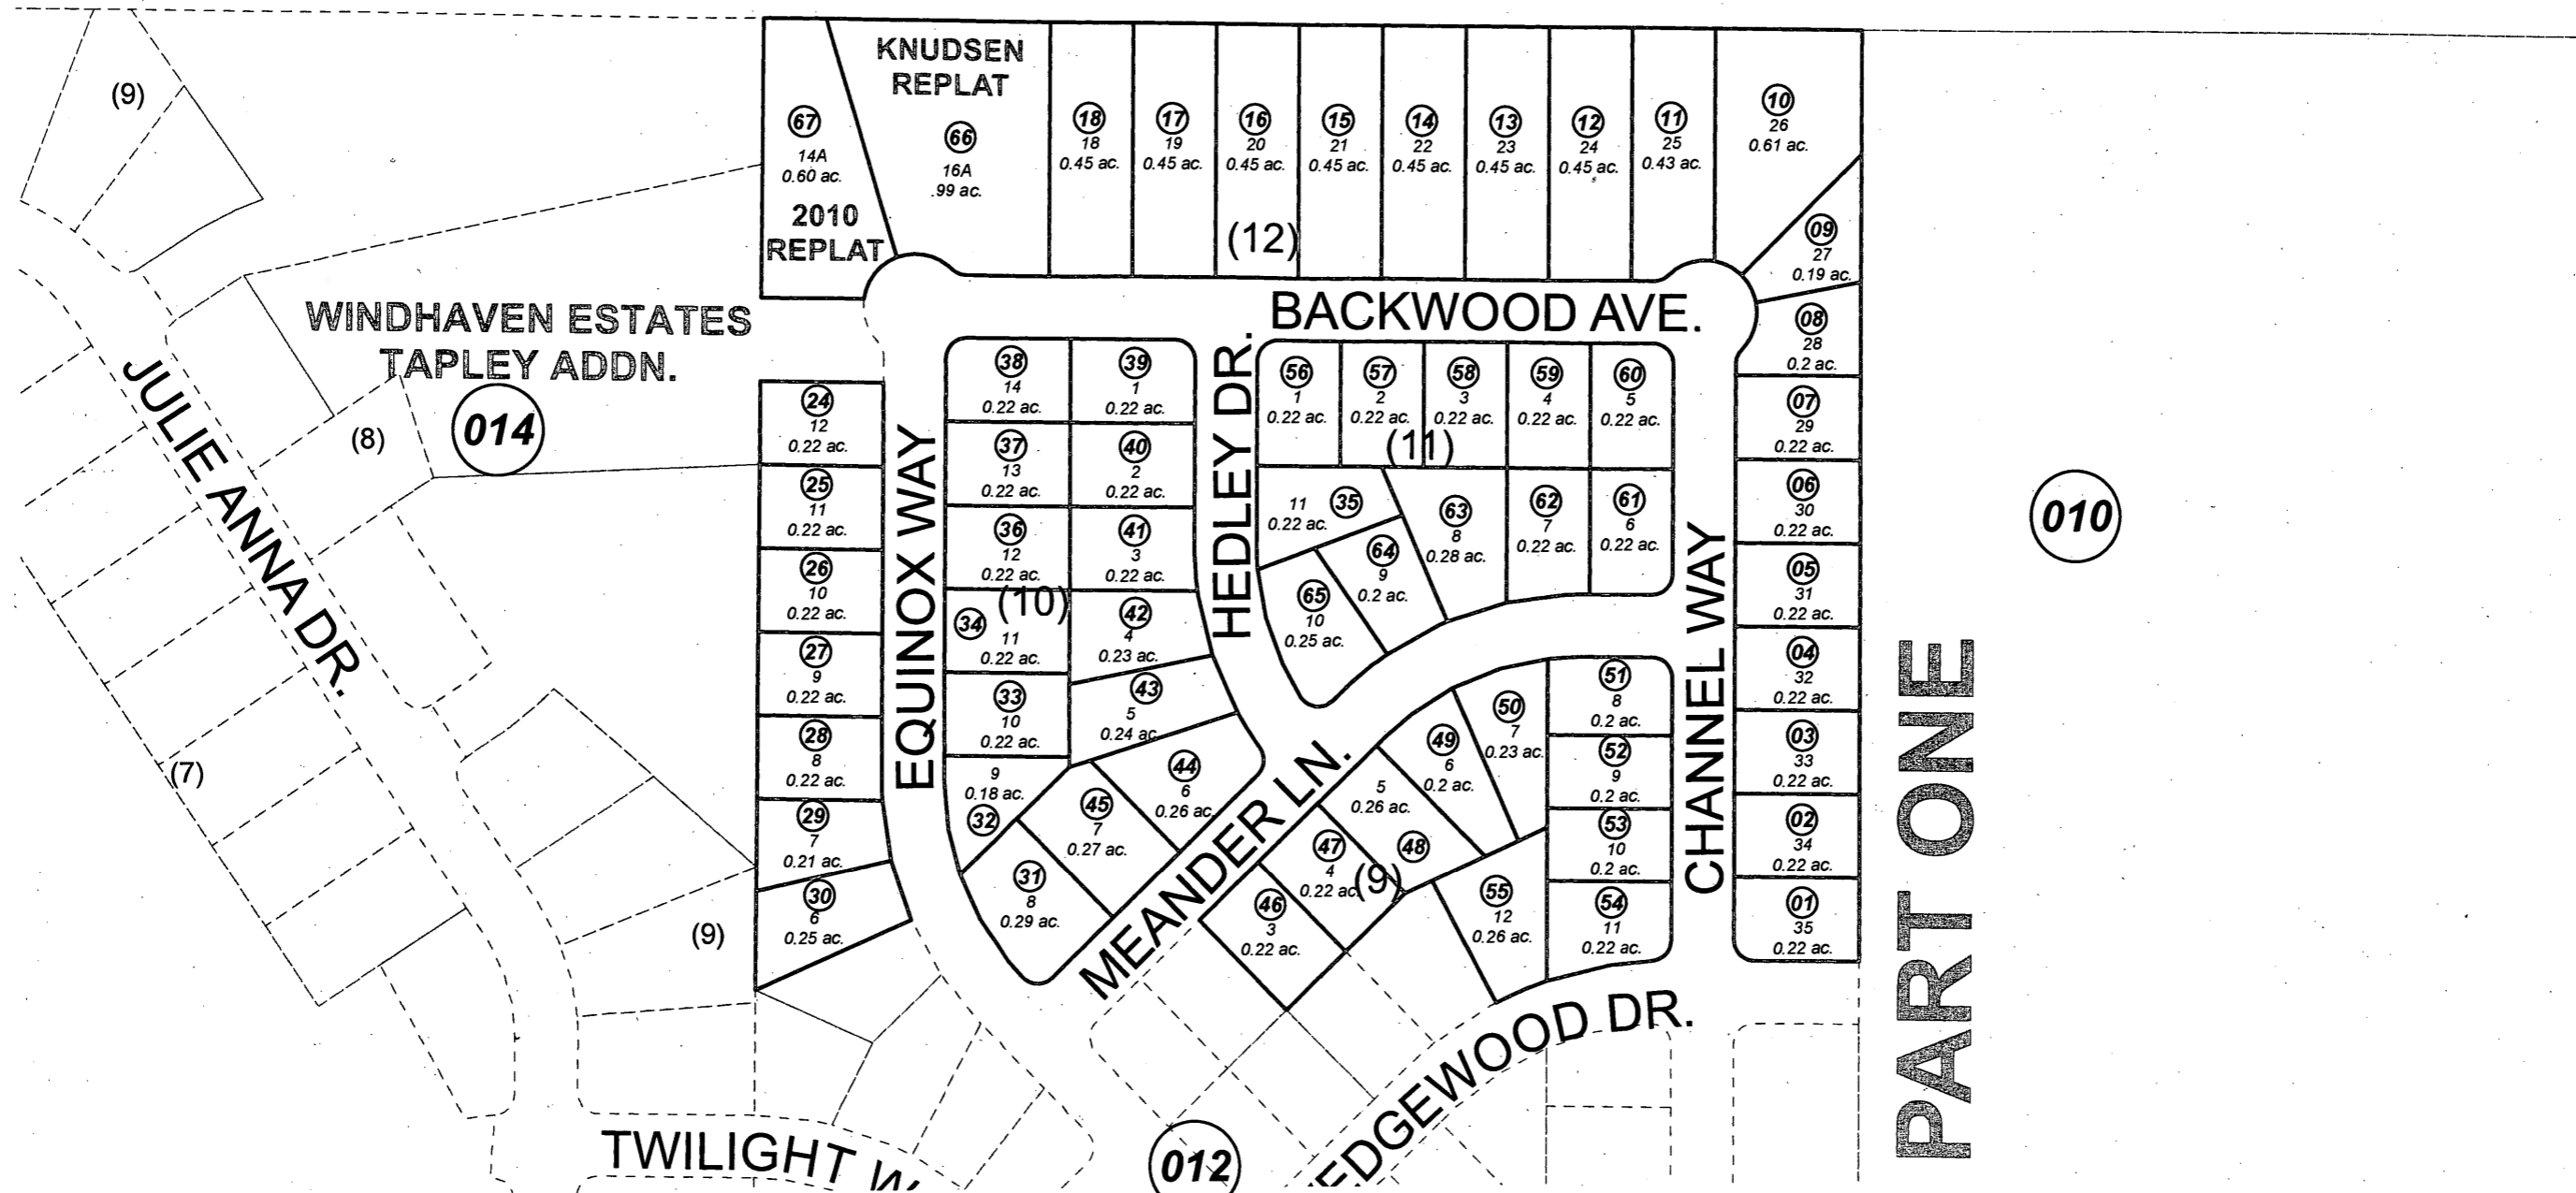 KNUDSEN
REPLAT
(9)
67
14A
0.60 ac.
2010
REPLAT
66
16A
.99 ac.
18
18
0.45 ac.
17
19
0.45 ac.
16
20
0.45 ac.
15
21
0.45 ac.
14
22
0.45 ac.
13
23
0.45 ac.
12
24
0.45 ac.
11
25
0.43 ac.
10
26
0.61 ac.
(12)
09
27
0.19 ac.
08
28
0.2 ac.
07
29
0.22 ac.
06
30
0.22 ac.
05
31
0.22 ac.
04
32
0.22 ac.
03
33
0.22 ac.
02
34
0.22 ac.
01
35
0.22 ac.
BACKWOOD AVE.
WINDHAVEN ESTATES
TAPLEY ADDN.
014
(8)
JULIE ANNA DR.
(7)
(9)
24
12
0.22 ac.
25
11
0.22 ac.
26
10
0.22 ac.
27
9
0.22 ac.
28
8
0.22 ac.
29
7
0.21 ac.
30
6
0.25 ac.
EQUINOX WAY
38
14
0.22 ac.
37
13
0.22 ac.
36
12
0.22 ac.
(10)
34
11
0.22 ac.
33
10
0.22 ac.
9
0.18 ac.
32
31
8
0.29 ac.
39
1
0.22 ac.
40
2
0.22 ac.
41
3
0.22 ac.
42
4
0.23 ac.
43
5
0.24 ac.
44
6
0.26 ac.
45
7
0.27 ac.
HEDLEY DR.
56
1
0.22 ac.
57
2
0.22 ac.
58
3
0.22 ac.
59
4
0.22 ac.
60
5
0.22 ac.
(11)
11
35
0.22 ac.
64
9
0.2 ac.
65
10
0.25 ac.
63
8
0.28 ac.
62
7
0.22 ac.
61
6
0.22 ac.
MEANDER LN.
46
3
0.22 ac.
47
4
0.22 ac.
(9)
5
0.26 ac.
48
49
6
0.2 ac.
50
7
0.23 ac.
51
8
0.2 ac.
52
9
0.2 ac.
53
10
0.2 ac.
54
11
0.22 ac.
55
12
0.26 ac.
CHANNEL WAY
010
PART ONE
EDGEWOOD DR.
TWILIGHT W
012